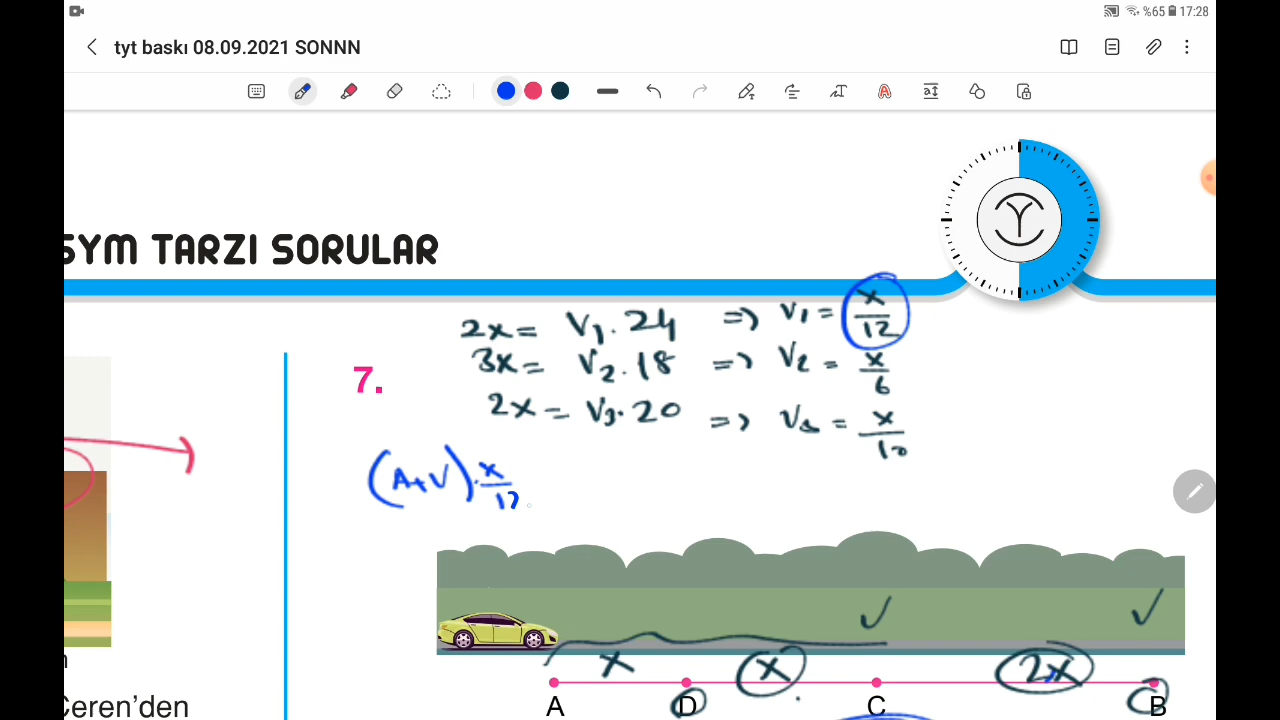 %65 17:28
tyt baskı 08.09.2021 SONNN
SYM TARZI SORULAR
2x = V1.24 => V1 = x/12
7.
3x = V2.18 => V2 = x/6
2x = V3.20 => V3 = x/10
(A+V).x/12
x x 2x
A D C B
Ceren'den